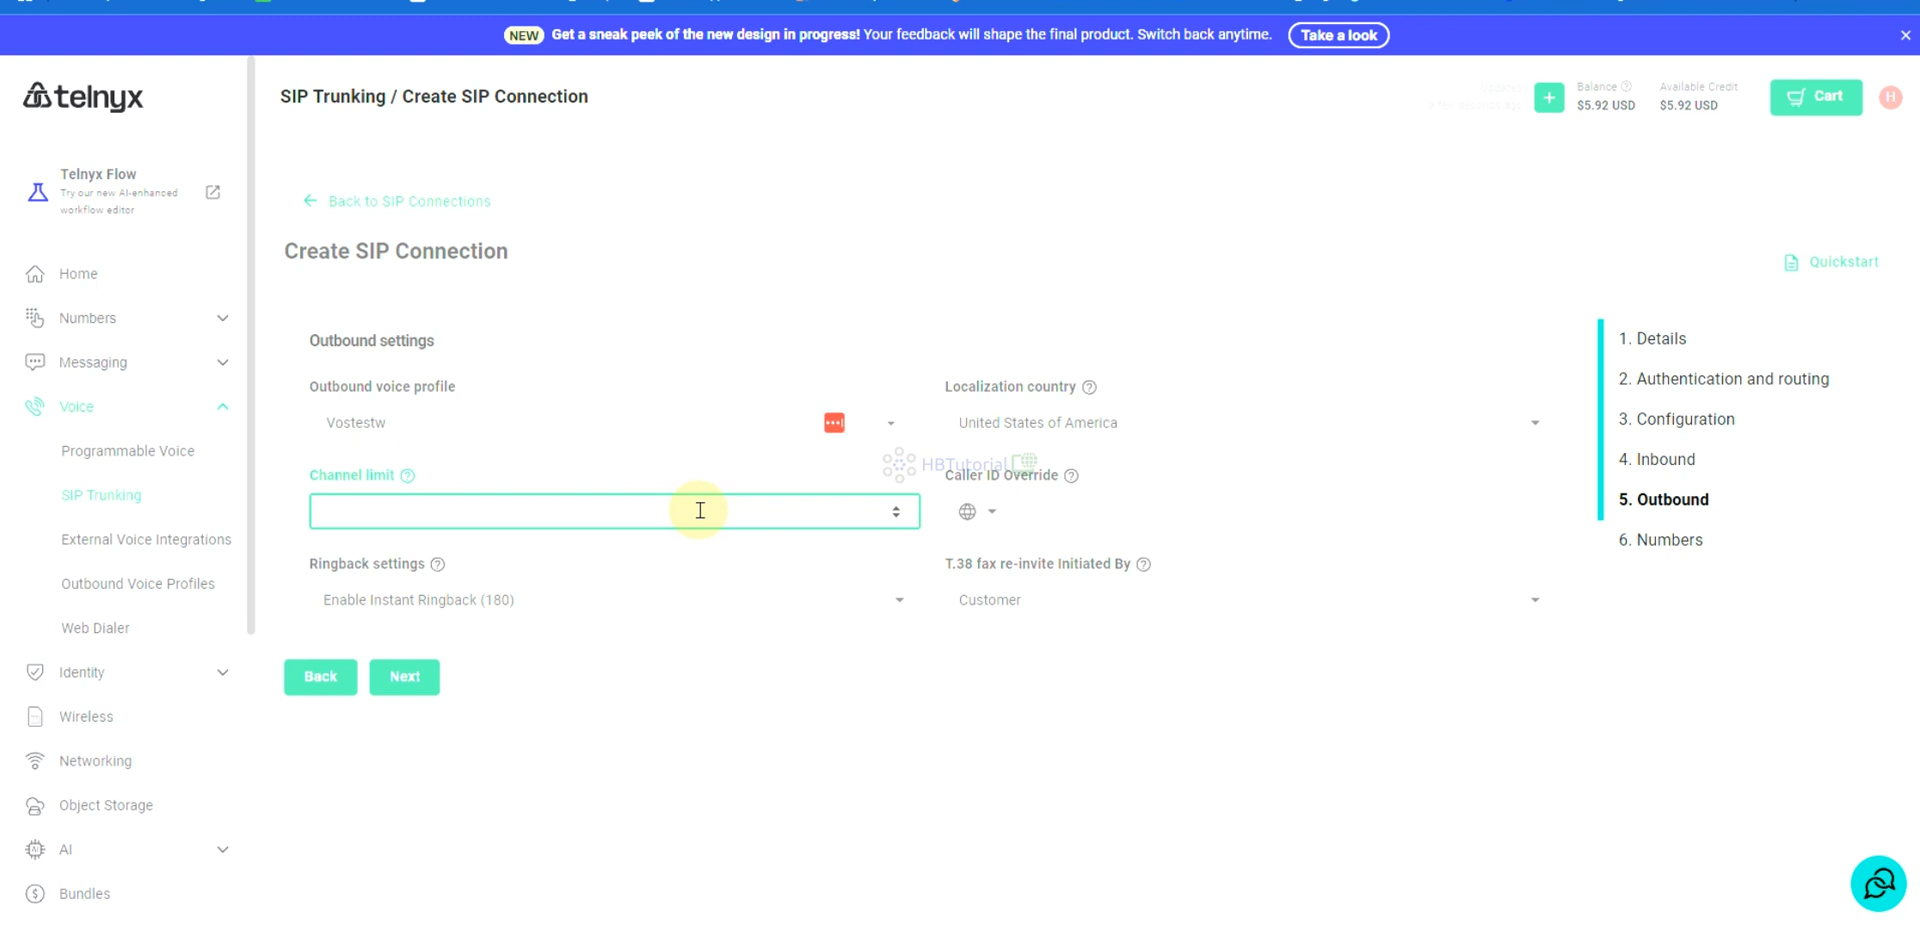 NEW Get a sneak peek of the new design in progress! Your feedback will shape the final product. Switch back anytime. Take a look
telnyx
SIP Trunking / Create SIP Connection
Balance
$5.92 USD
Available Credit
$5.92 USD
Cart
H
Telnyx Flow
Try our new AI-enhanced
workflow editor
Home
Numbers
Messaging
Voice
Programmable Voice
SIP Trunking
External Voice Integrations
Outbound Voice Profiles
Web Dialer
Identity
Wireless
Networking
Object Storage
AI
Bundles
Back to SIP Connections
Create SIP Connection
Quickstart
Outbound settings
Outbound voice profile
Vostestw
Localization country
United States of America
Channel limit
HBTutorial
Caller ID Override
Ringback settings
Enable Instant Ringback (180)
T.38 fax re-invite Initiated By
Customer
Back
Next
1. Details
2. Authentication and routing
3. Configuration
4. Inbound
5. Outbound
6. Numbers